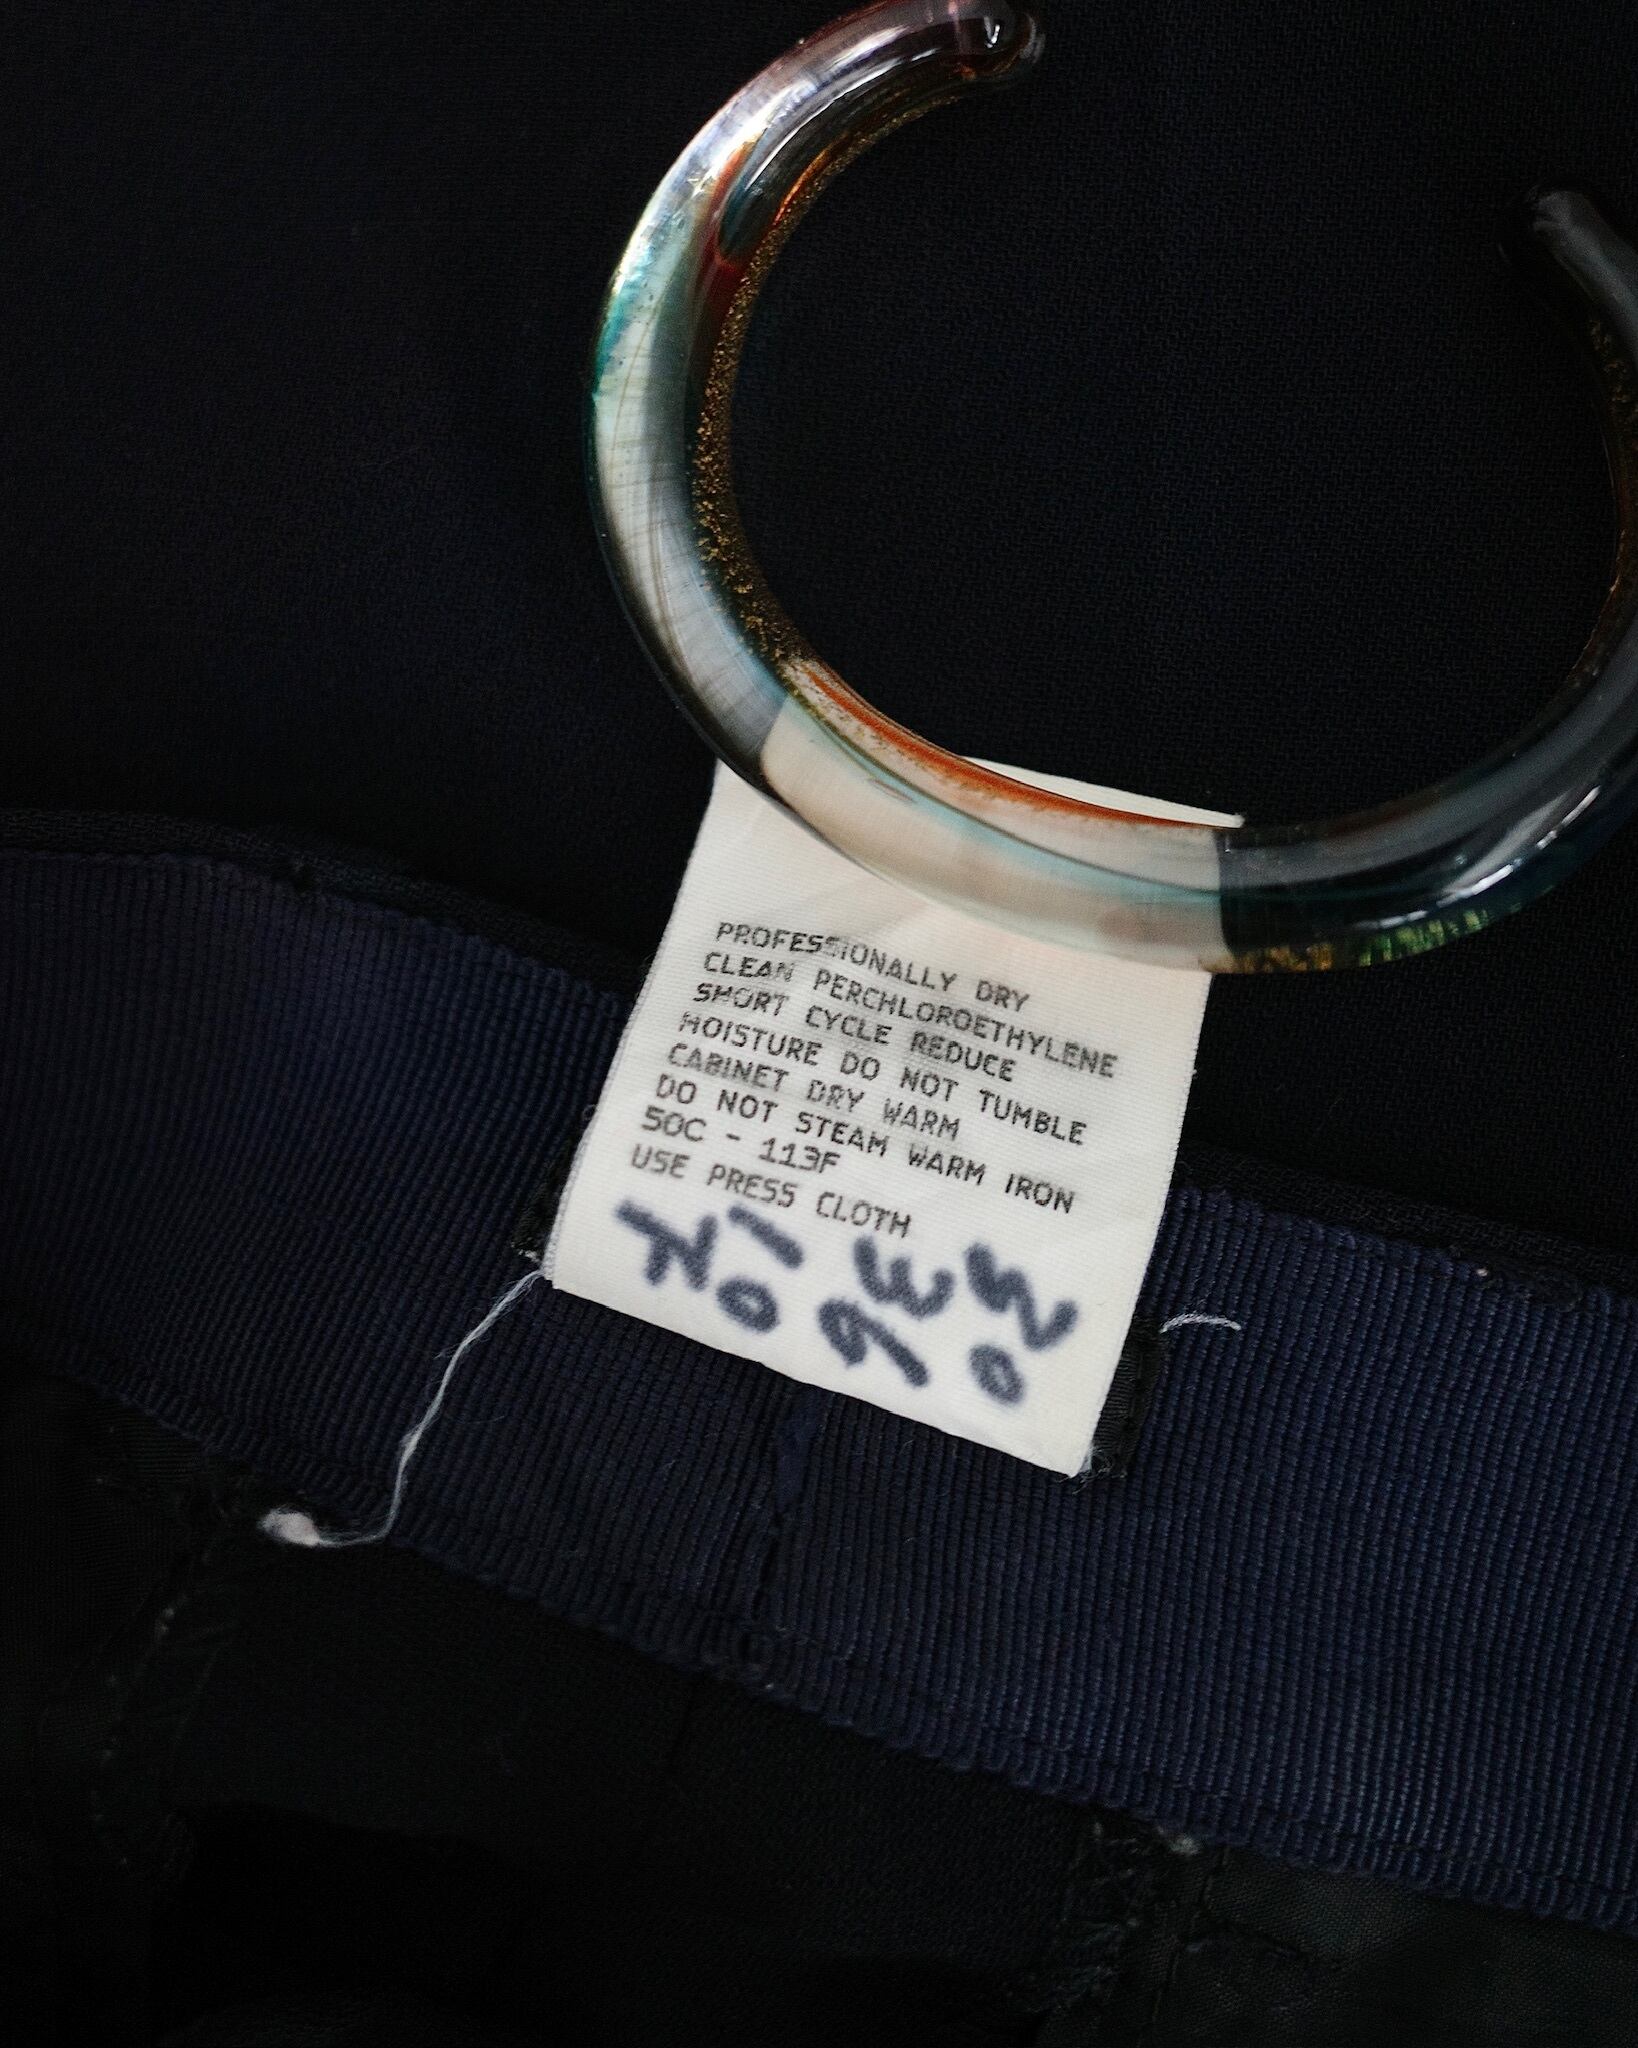 PROFESSIONALLY DRY
CLEAN PERCHLOROETHYLENE
SHORT CYCLE REDUCE
MOISTURE DO NOT TUMBLE
CABINET DRY WARM
DO NOT STEAM WARM IRON
50C - 113F
USE PRESS CLOTH